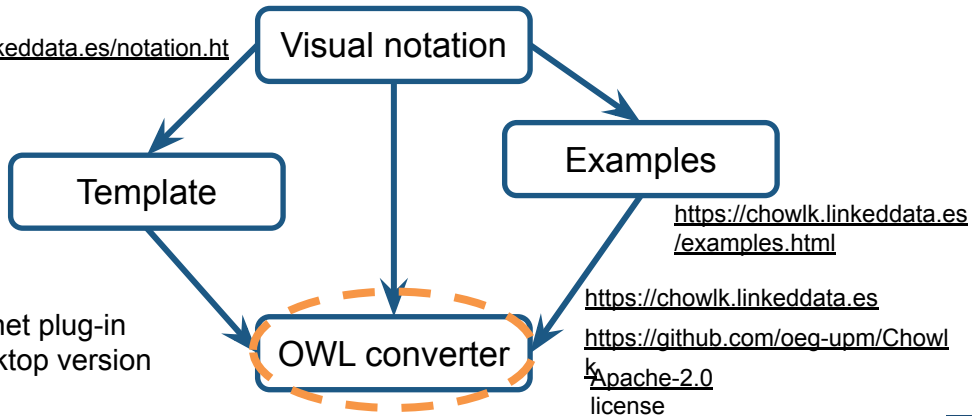 Visual notation
keddata.es/notation.ht
Examples
Template
https://chowlk.linkeddata.es
/examples.html
https://chowlk.linkeddata.es
https://github.com/oeg-upm/Chowl
k
Apache-2.0
license
net plug-in
ktop version
OWL converter